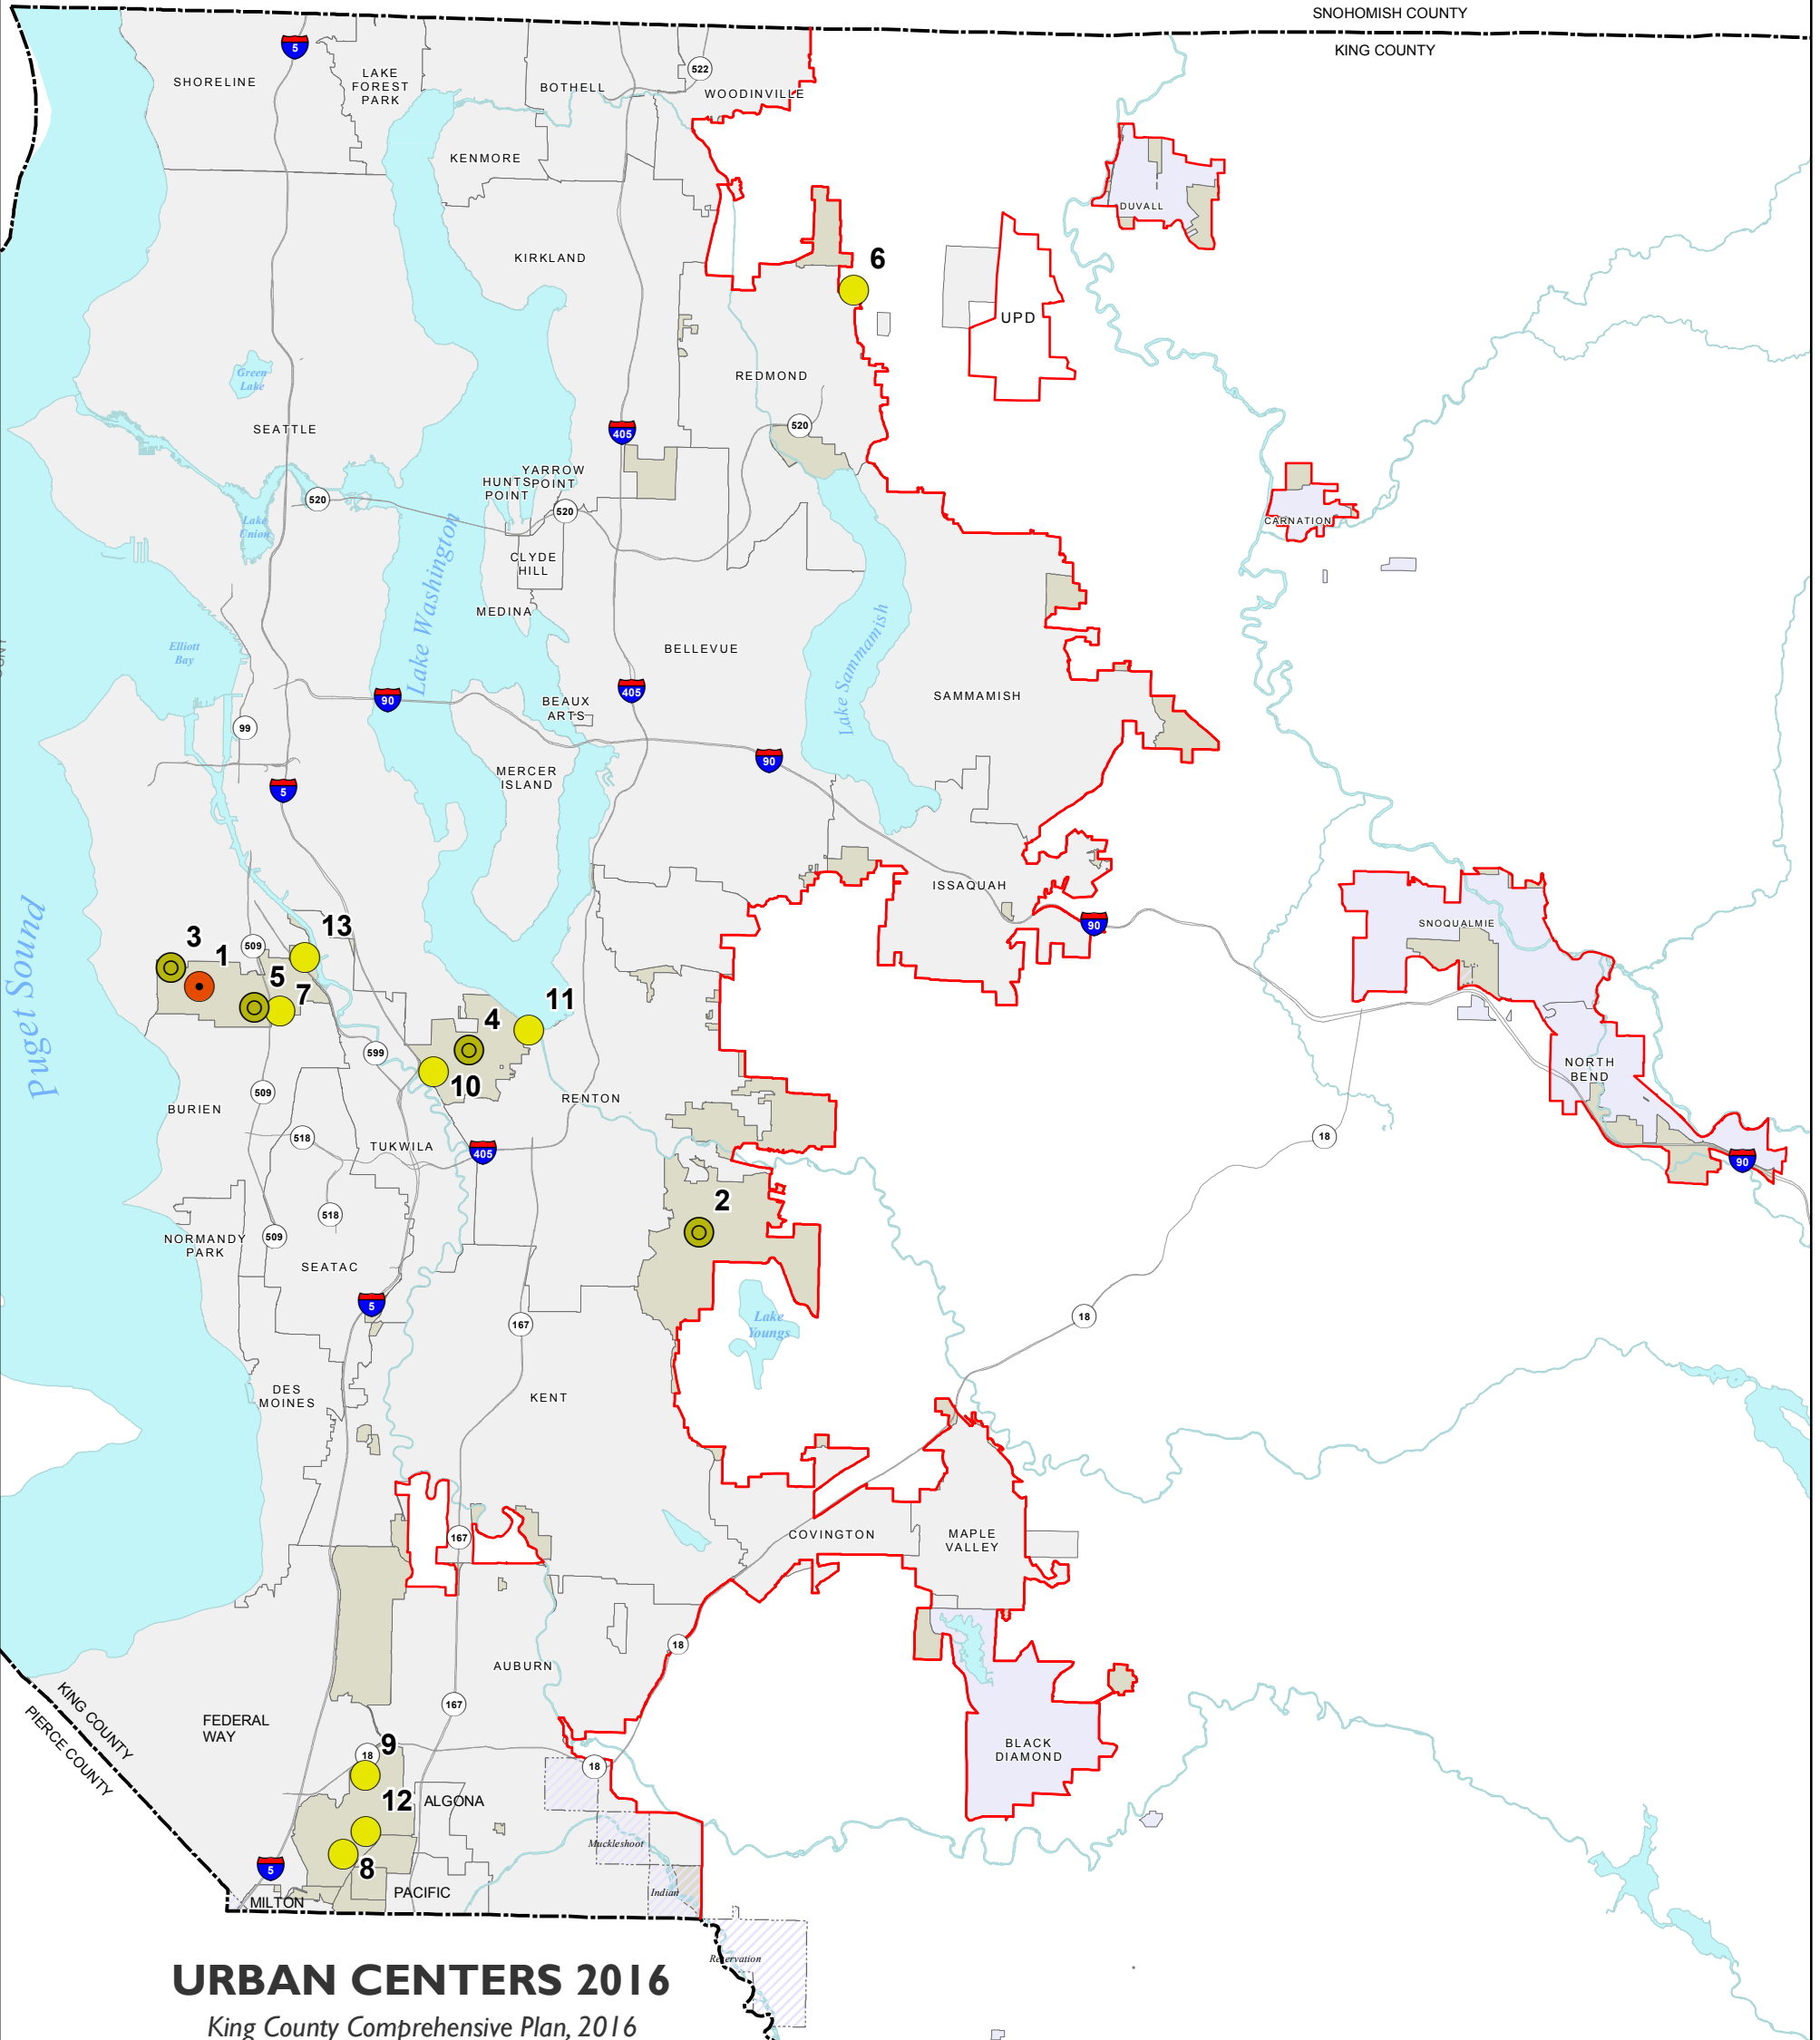 SNOHOMISH COUNTY
KING COUNTY
5
SHORELINE
LAKE
FOREST
PARK
BOTHELL
522
WOODINVILLE
KENMORE
DUVALL
KIRKLAND
6
UPD
REDMOND
Green
Lake
SEATTLE
405
520
YARROW
POINT
HUNTS
POINT
520
520
Lake
Union
CARNATION
CLYDE
HILL
Lake Washington
MEDINA
Elliott
Bay
BELLEVUE
Lake Sammamish
SAMMAMISH
90
405
BEAUX
ARTS
99
90
MERCER
ISLAND
5
ISSAQUAH
90
SNOQUALMIE
Puget Sound
13
3
509
1
5
7
11
4
599
10
NORTH
BEND
RENTON
BURIEN
509
518
TUKWILA
405
18
90
2
518
NORMANDY
PARK
509
SEATAC
5
167
Lake
Youngs
18
KENT
DES
MOINES
167
COVINGTON
MAPLE
VALLEY
18
AUBURN
167
KING COUNTY
PIERCE COUNTY
FEDERAL
WAY
9
18
18
BLACK
DIAMOND
12
ALGONA
Muckleshoot
8
5
PACIFIC
Indian
MILTON
Reservation
URBAN CENTERS 2016
King County Comprehensive Plan, 2016